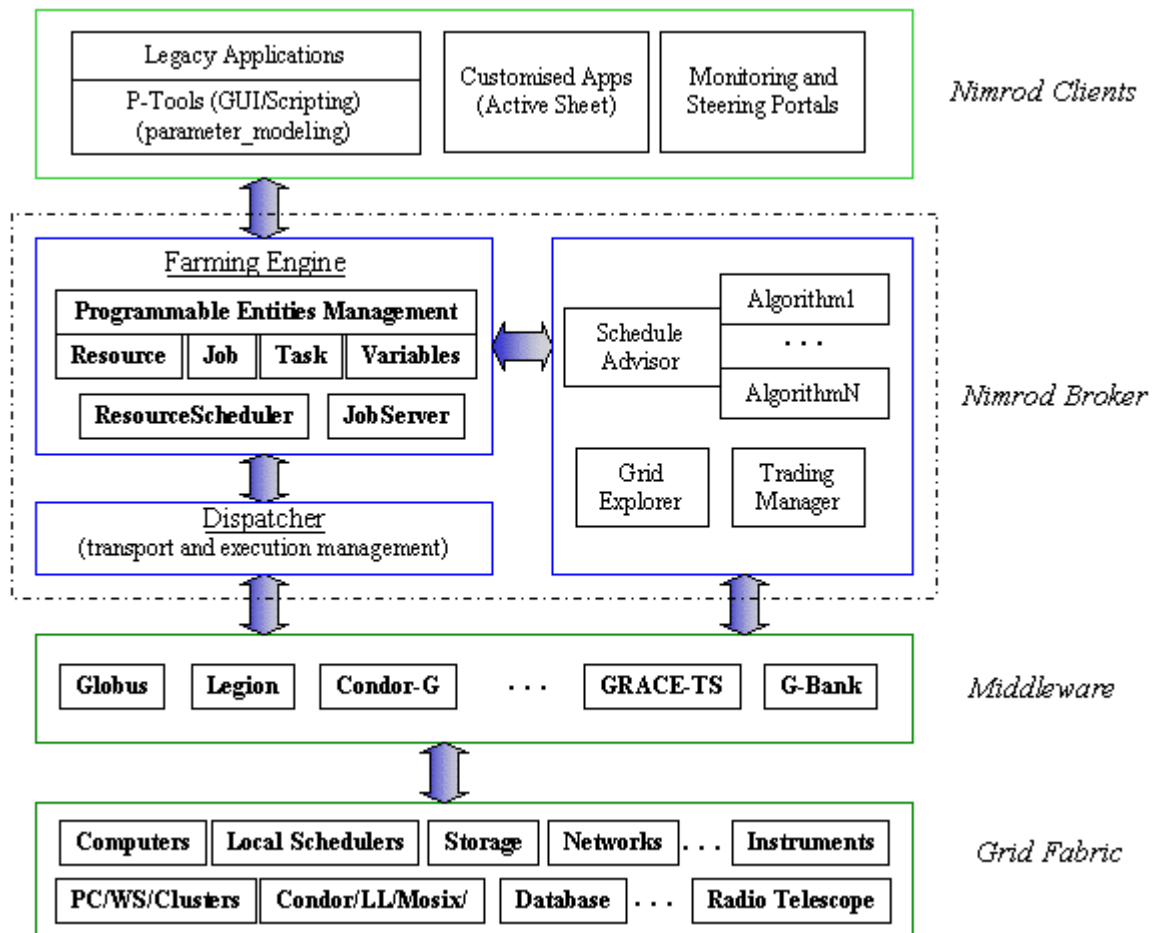 Legacy Applications
P-Tools (GUI/Scripting)
(parameter_modeling)
Customised Apps
(Active Sheet)
Monitoring and
Steering Portals
Nimrod Clients
Farming Engine
Programmable Entities Management
Resource
Job
Task
Variables
ResourceScheduler
JobServer
Schedule
Advisor
Algorithm1
. . .
AlgorithmN
Grid
Explorer
Trading
Manager
Nimrod Broker
Dispatcher
(transport and execution management)
Globus
Legion
Condor-G
. . .
GRACE-TS
G-Bank
Middleware
Computers
Local Schedulers
Storage
Networks
. . .
Instruments
PC/WS/Clusters
Condor/LL/Mosix/
Database
. . .
Radio Telescope
Grid Fabric